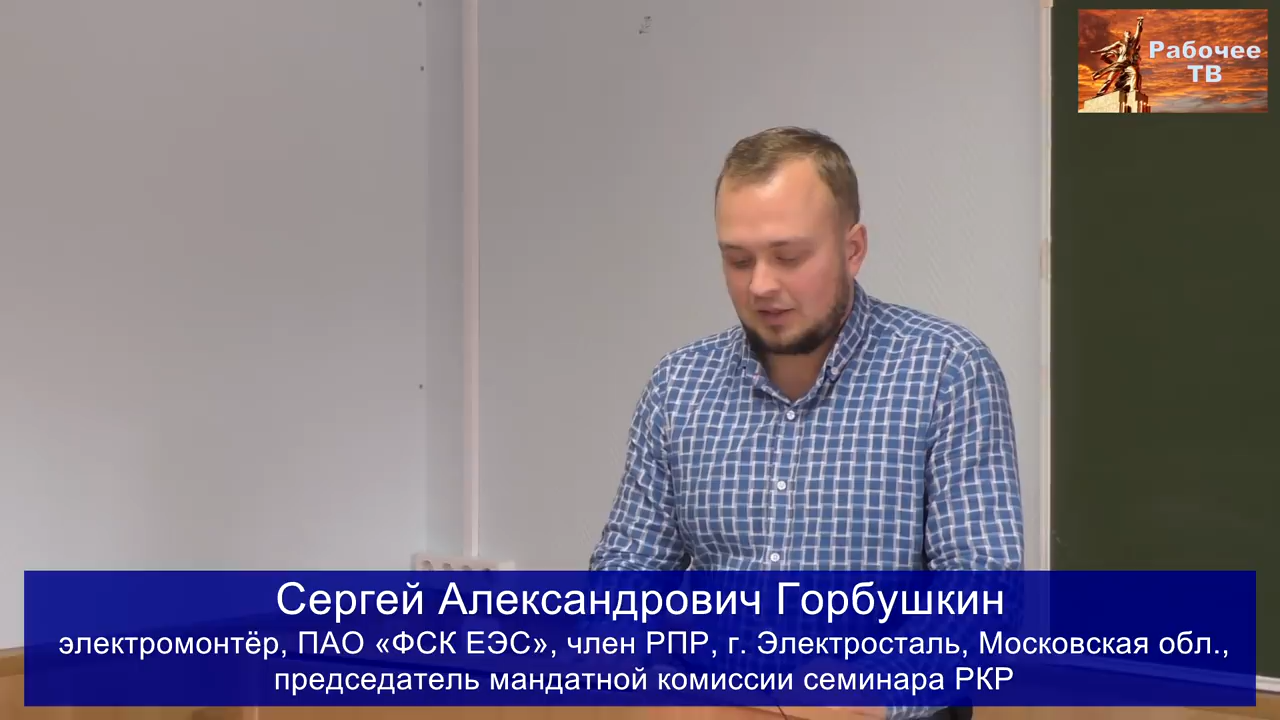 Рабочее
ТВ
Сергей Александрович Горбушкин
электромонтёр, ПАО «ФСК ЕЭС», член РПР, г. Электросталь, Московская обл.,
председатель мандатной комиссии семинара РКР